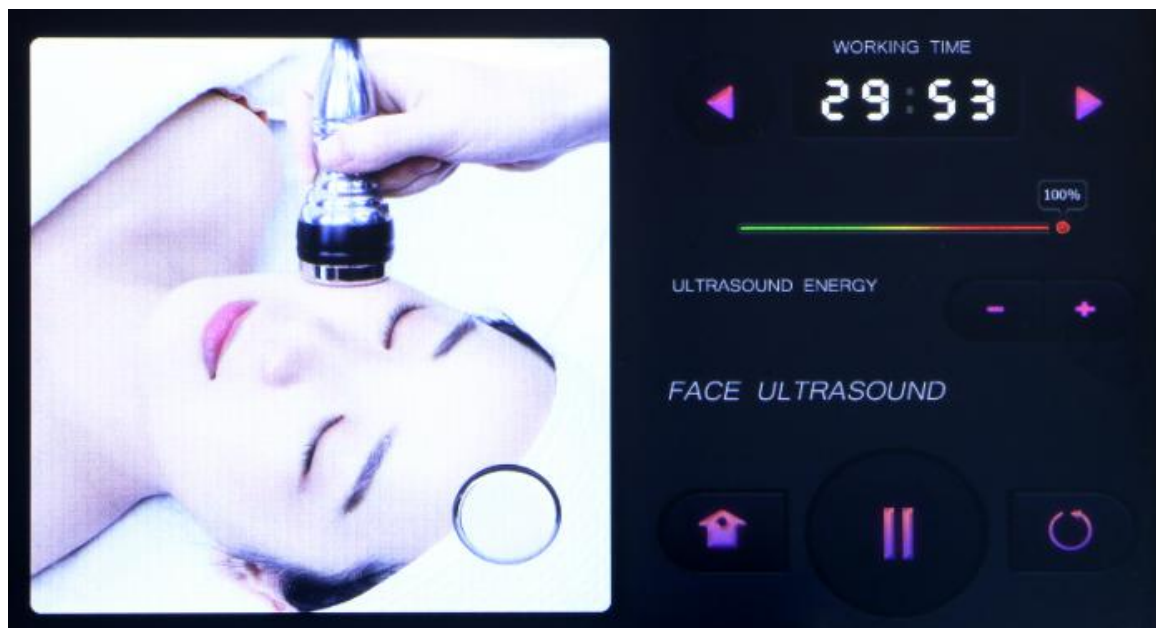 WORKING TIME
29:53
100%
ULTRASOUND ENERGY
- +
FACE ULTRASOUND